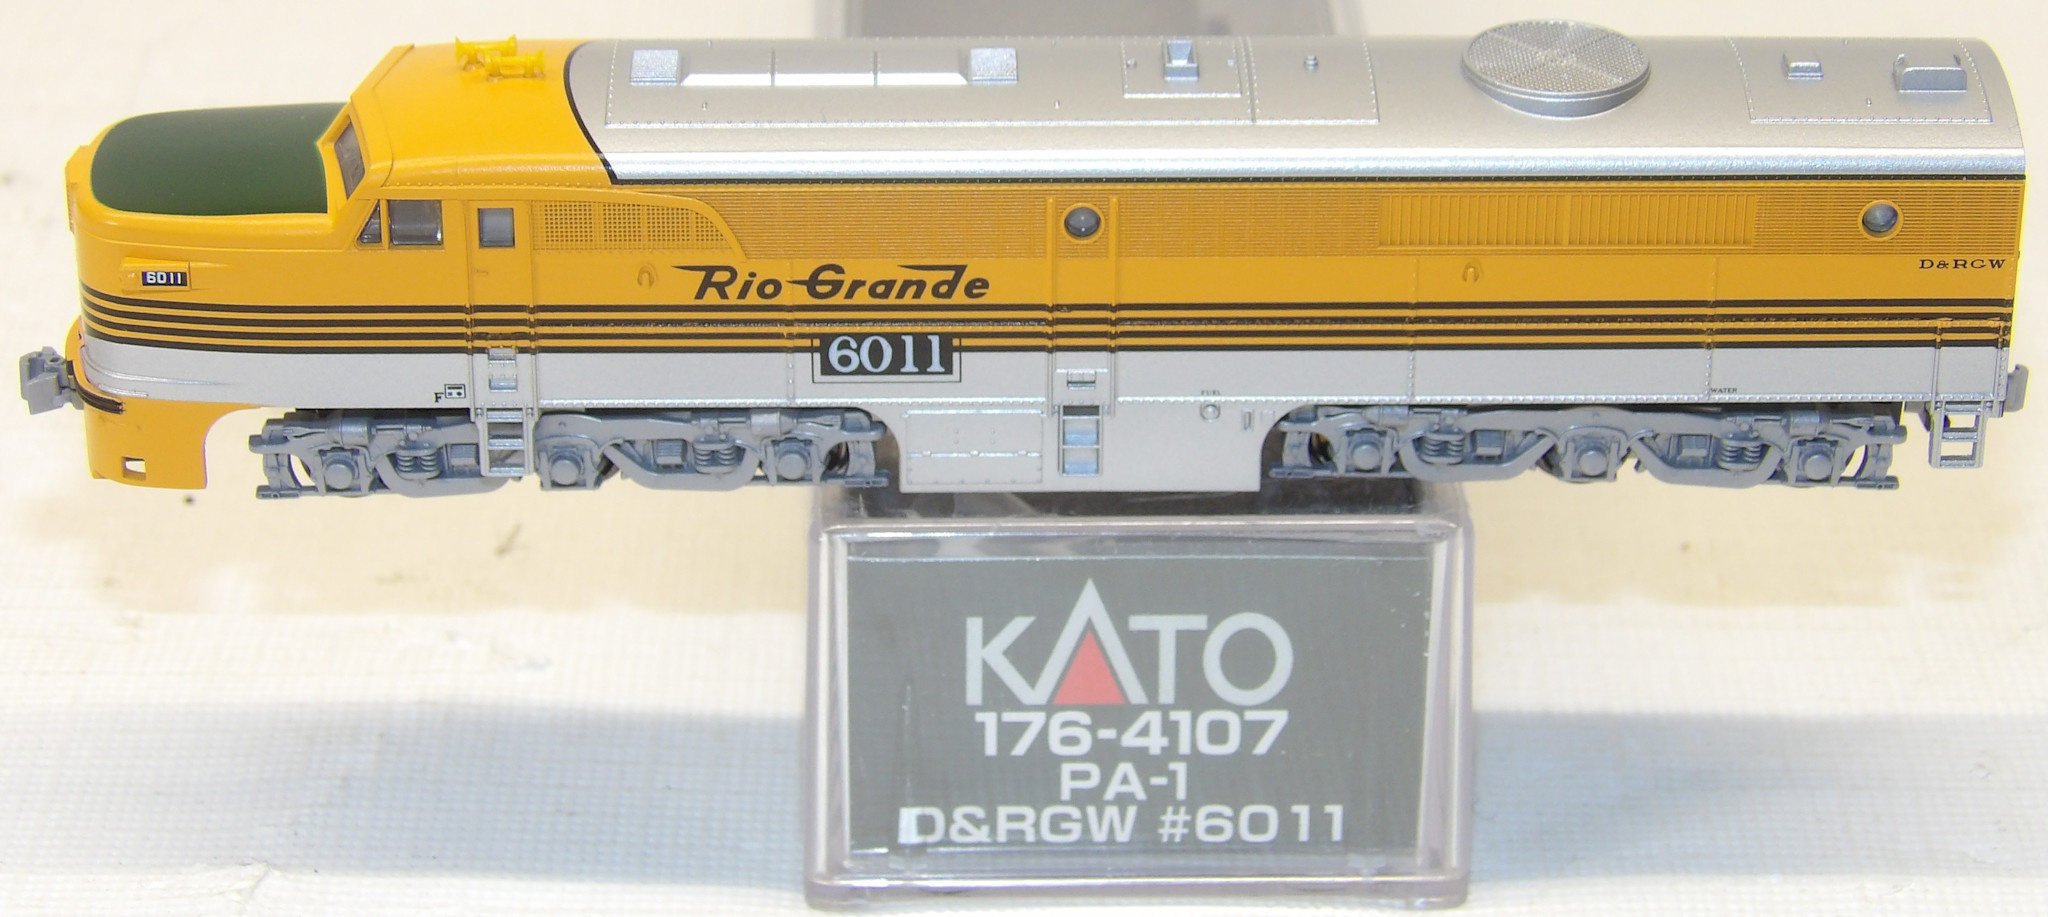 6011
Rio Grande
D&RGW
6011
F
FUEL
WATER
KATO
176-4107
PA-1
D&RGW #6011